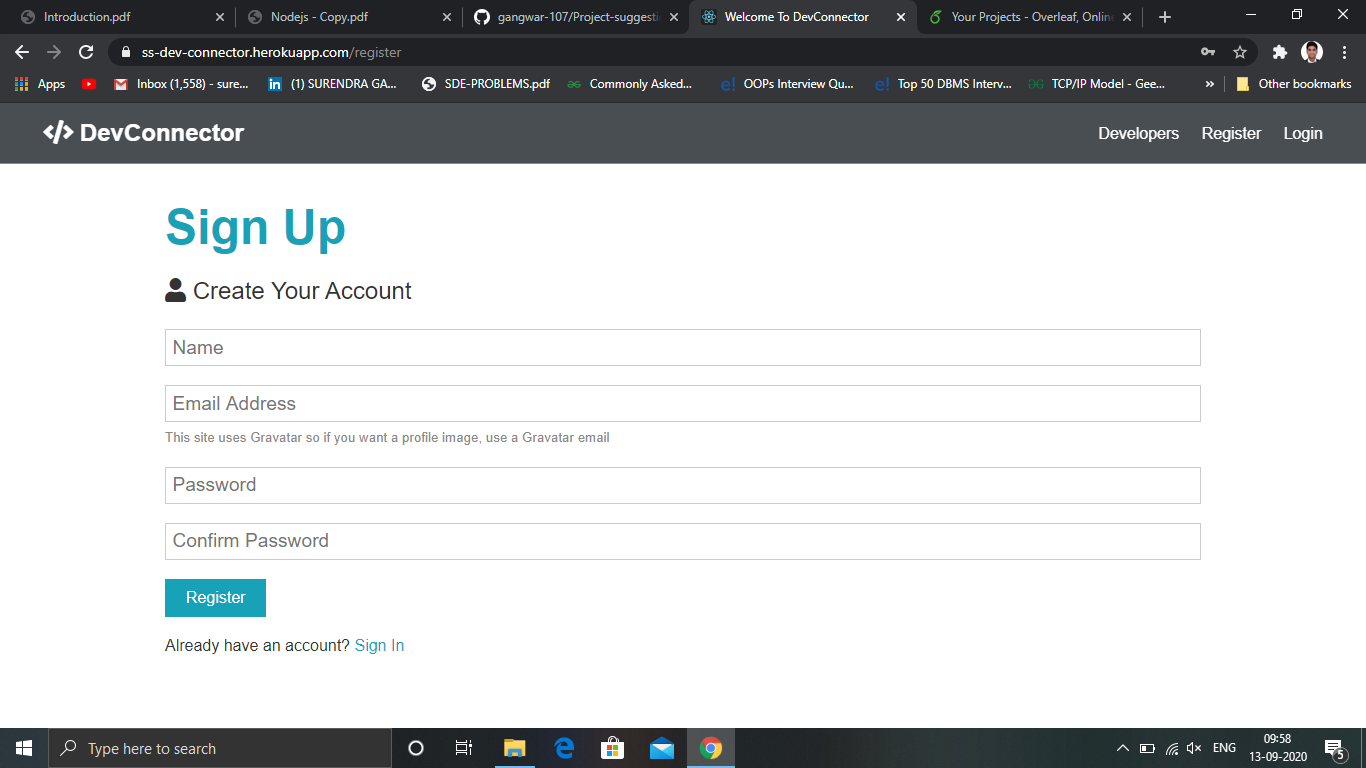 Introduction.pdf
Nodejs - Copy.pdf
gangwar-107/Project-suggesti
Welcome To DevConnector
Your Projects - Overleaf, Onlin
ss-dev-connector.herokuapp.com/register
Apps
Inbox (1,558) - sure...
in
(1) SURENDRA GA...
SDE-PROBLEMS.pdf
Commonly Asked...
e!
OOPs Interview Qu...
e!
Top 50 DBMS Interv...
TCP/IP Model - Gee...
»
Other bookmarks
</> DevConnector
Developers
Register
Login
Sign Up
Create Your Account
Name
Email Address
This site uses Gravatar so if you want a profile image, use a Gravatar email
Password
Confirm Password
Register
Already have an account? Sign In
Type here to search
ENG
09:58
13-09-2020
5